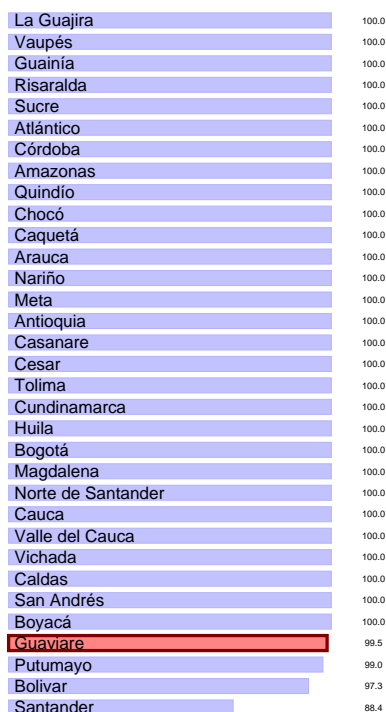 La Guajira 100.0
Vaupés 100.0
Guainía 100.0
Risaralda 100.0
Sucre 100.0
Atlántico 100.0
Córdoba 100.0
Amazonas 100.0
Quindío 100.0
Chocó 100.0
Caquetá 100.0
Arauca 100.0
Nariño 100.0
Meta 100.0
Antioquia 100.0
Casanare 100.0
Cesar 100.0
Tolima 100.0
Cundinamarca 100.0
Huila 100.0
Bogotá 100.0
Magdalena 100.0
Norte de Santander 100.0
Cauca 100.0
Valle del Cauca 100.0
Vichada 100.0
Caldas 100.0
San Andrés 100.0
Boyacá 100.0
Guaviare 99.5
Putumayo 99.0
Bolivar 97.3
Santander 88.4